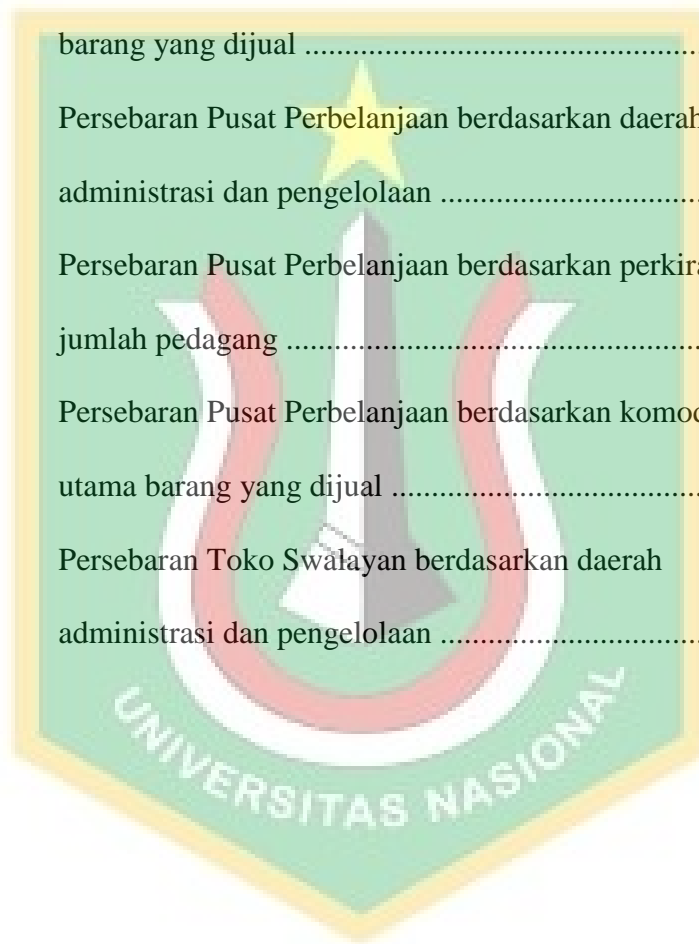 barang yang dijual ................................................
Persebaran Pusat Perbelanjaan berdasarkan daerah
administrasi dan pengelolaan ................................
Persebaran Pusat Perbelanjaan berdasarkan
jumlah pedagang ..................................................
Persebaran Pusat Perbelanjaan berdasarkan
utama barang yang dijual ......................................
Persebaran Toko Swalayan berdasarkan daerah
administrasi dan pengelolaan ................................
UNIVERSITAS NASIONAL